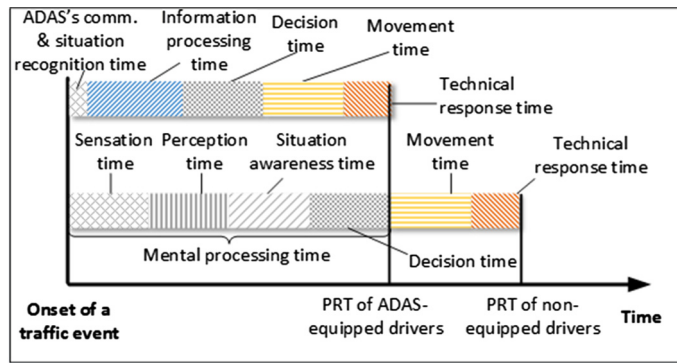 ADAS's comm.
& situation
recognition time
Information
processing
time
Decision
time
Movement
time
Technical
response time
Sensation
time
Perception
time
Situation
awareness time
Movement
time
Technical
response time
Mental processing time
Decision time
Onset of a
traffic event
PRT of ADAS-
equipped drivers
PRT of non-
equipped drivers
Time